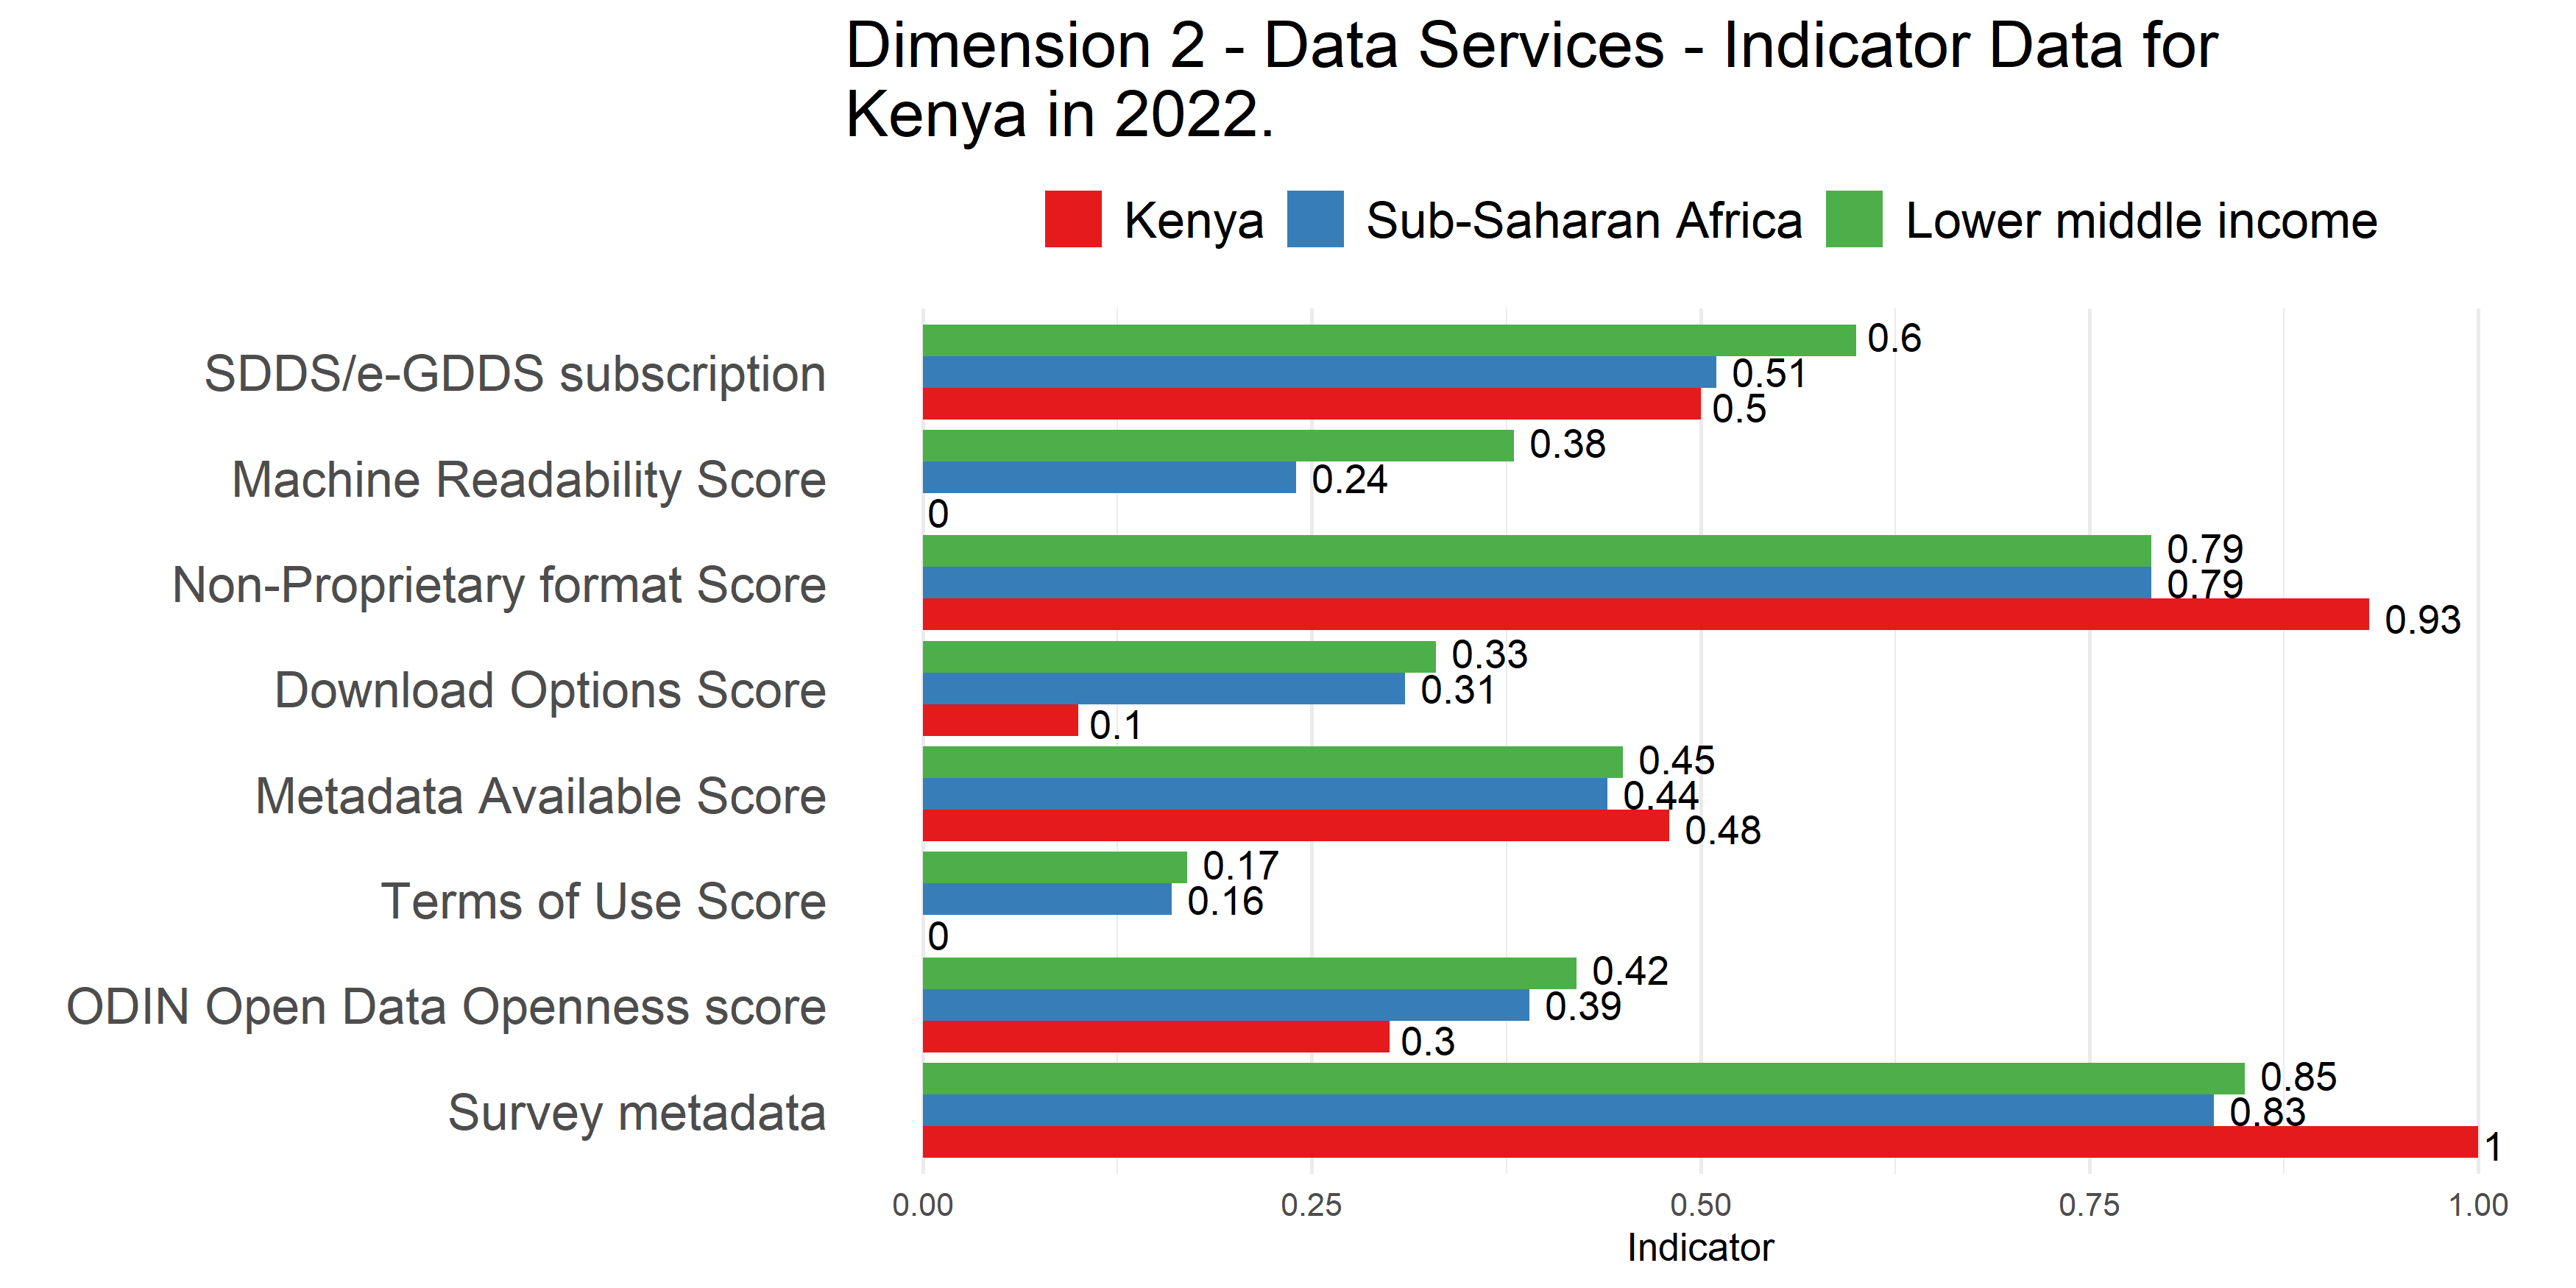 Dimension 2 - Data Services - Indicator Data for
Kenya in 2022.
Kenya Sub-Saharan Africa Lower middle income
SDDS/e-GDDS subscription
0.6
0.51
0.5
Machine Readability Score
0.38
0.24
0
Non-Proprietary format Score
0.79
0.79
0.93
Download Options Score
0.33
0.31
0.1
Metadata Available Score
0.45
0.44
0.48
Terms of Use Score
0.17
0.16
0
ODIN Open Data Openness score
0.42
0.39
0.3
Survey metadata
0.85
0.83
1
0.00 0.25 0.50 0.75 1.00
Indicator